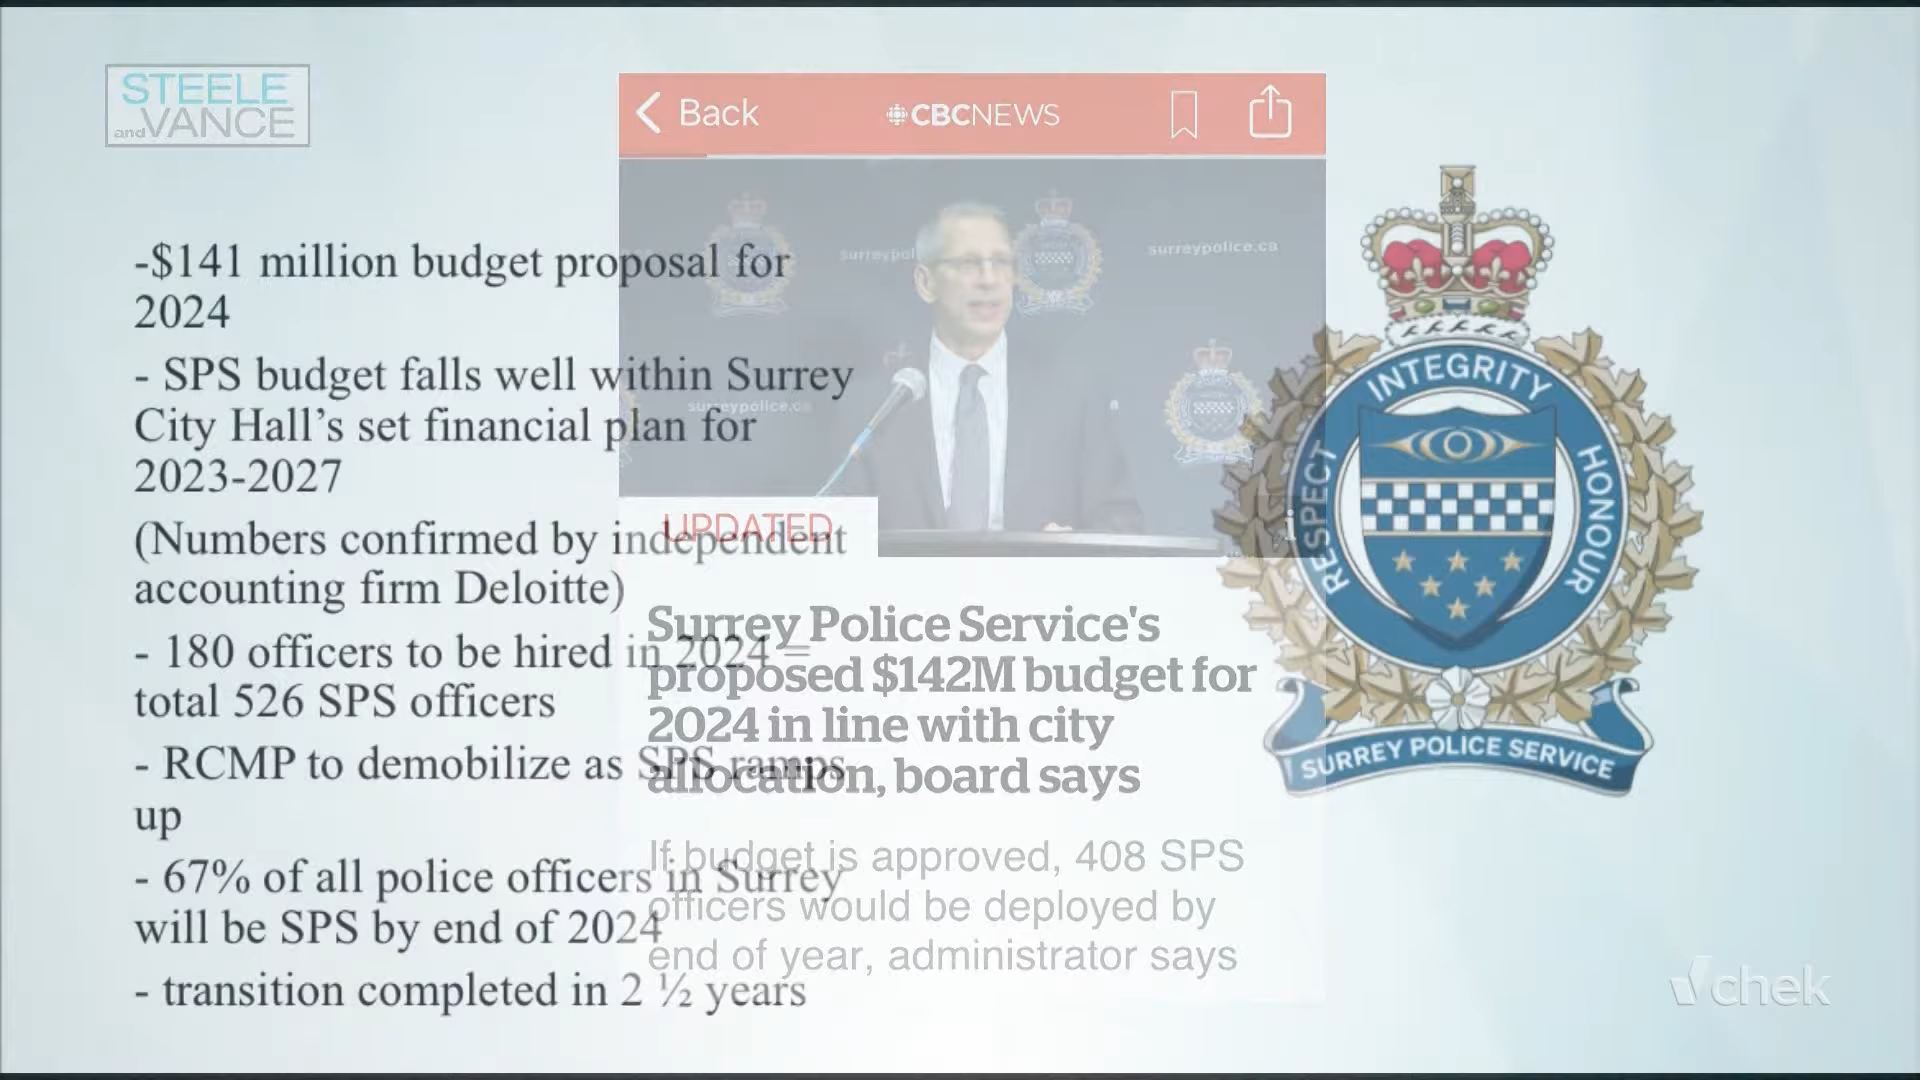 STEELE
and VANCE
-$141 million budget proposal for
2024
- SPS budget falls well within Surrey
City Hall’s set financial plan for
2023-2027
(Numbers confirmed by independent
accounting firm Deloitte)
- 180 officers to be hired in 2024 =
total 526 SPS officers
- RCMP to demobilize as SPS ramps
up
- 67% of all police officers in Surrey
will be SPS by end of 2024
- transition completed in 2 ½ years
Back
CBCNEWS
surreypol
surreypolice.ca
surreypolice.ca
UPDATED
Surrey Police Service's
proposed $142M budget for
2024 in line with city
allocation, board says
If budget is approved, 408 SPS
officers would be deployed by
end of year, administrator says
INTEGRITY
RESPECT
HONOUR
SURREY POLICE SERVICE
chek